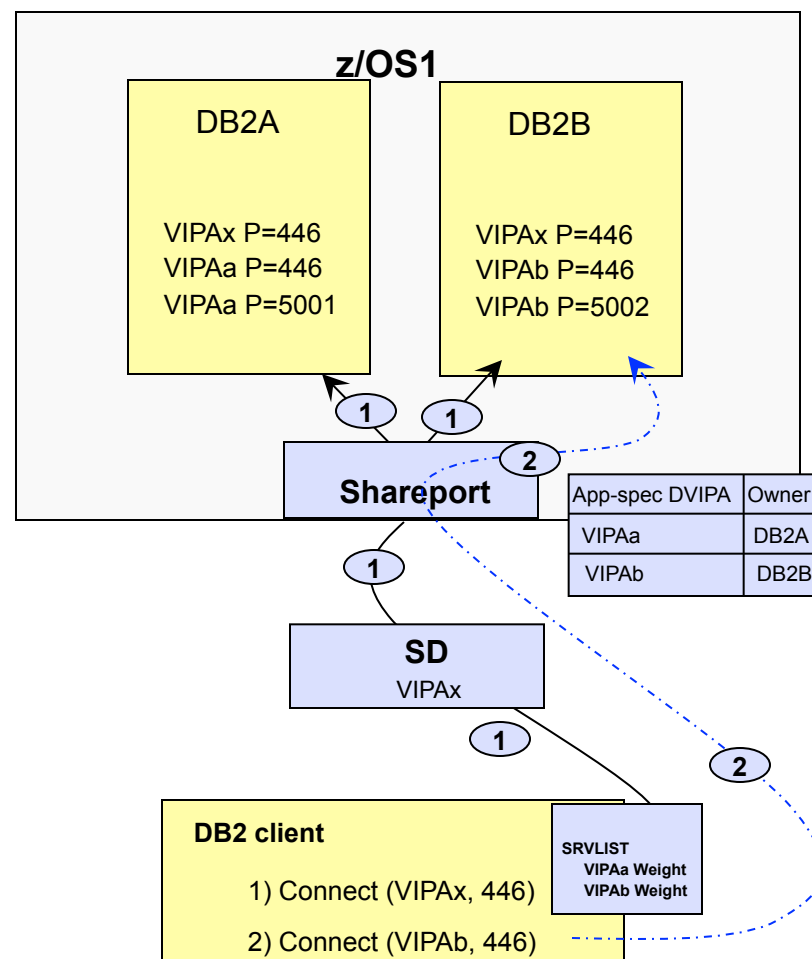 z/OS1
DB2A
VIPAx P=446
VIPAa P=446
VIPAa P=5001
DB2B
VIPAx P=446
VIPAb P=446
VIPAb P=5002
1
1
2
Shareport
App-spec DVIPA Owner
VIPAa DB2A
VIPAb DB2B
1
SD
VIPAx
1
2
DB2 client
1) Connect (VIPAx, 446)
2) Connect (VIPAb, 446)
SRVLIST
VIPAa Weight
VIPAb Weight